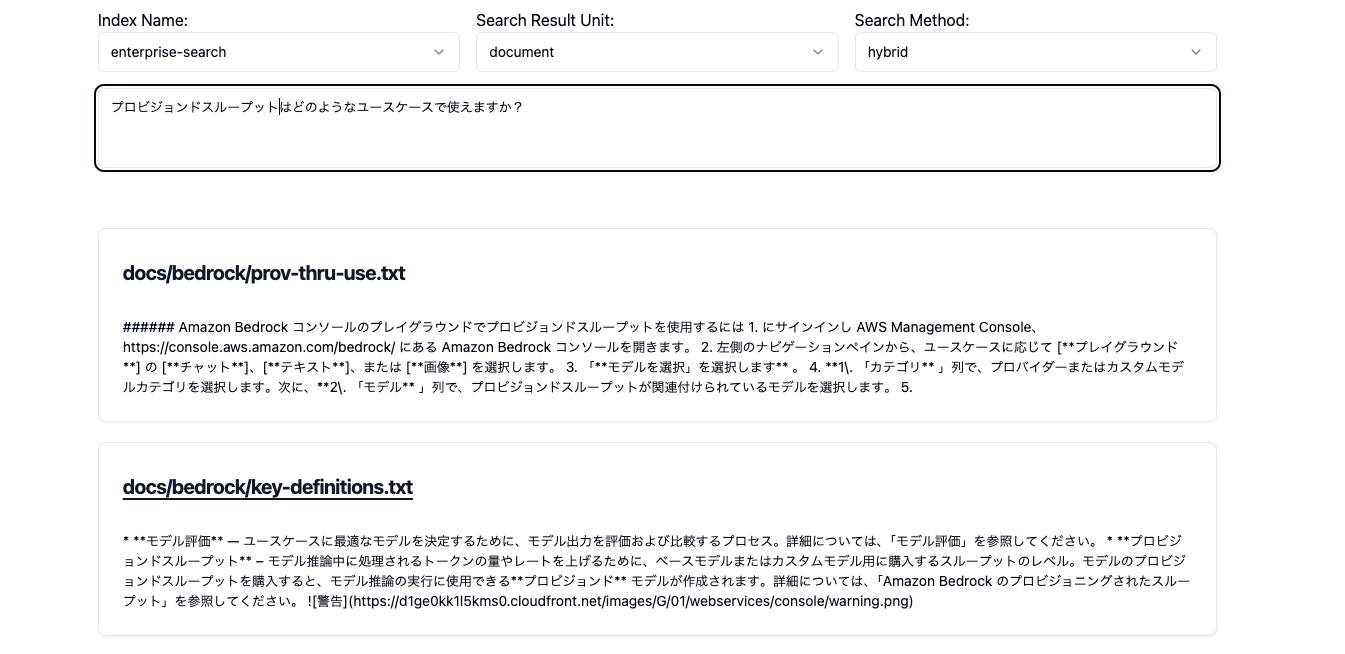 Index Name:
Search Result Unit:
Search Method:
enterprise-search
document
hybrid
プロビジョンドスループットはどのようなユースケースで使えますか？
docs/bedrock/prov-thru-use.txt
###### Amazon Bedrock コンソールのプレイグラウンドでプロビジョンドスループットを使用するには 1. にサインインし AWS Management Console、
https://console.aws.amazon.com/bedrock/ にある Amazon Bedrock コンソールを開きます。 2. 左側のナビゲーションペインから、ユースケースに応じて [**プレイグラウンド
**] の [**チャット**]、[**テキスト**]、または [**画像**] を選択します。 3. 「**モデルを選択」を選択します** 。 4. **1\. 「カテゴリ** 」列で、プロバイダーまたはカスタムモデ
ルカテゴリを選択します。次に、**2\. 「モデル** 」列で、プロビジョンドスループットが関連付けられているモデルを選択します。 5.
docs/bedrock/key-definitions.txt
* **モデル評価** — ユースケースに最適なモデルを決定するために、モデル出力を評価および比較するプロセス。詳細については、「モデル評価」を参照してください。 * **プロビジ
ョンドスループット** – モデル推論中に処理されるトークンの量やレートを上げるために、ベースモデルまたはカスタムモデル用に購入するスループットのレベル。モデルのプロビジ
ョンドスループットを購入すると、モデル推論の実行に使用できる**プロビジョンド** モデルが作成されます。詳細については、「Amazon Bedrock のプロビジョニングされたスルー
プット」を参照してください。 ![警告](https://d1ge0kk1l5kms0.cloudfront.net/images/G/01/webservices/console/warning.png)